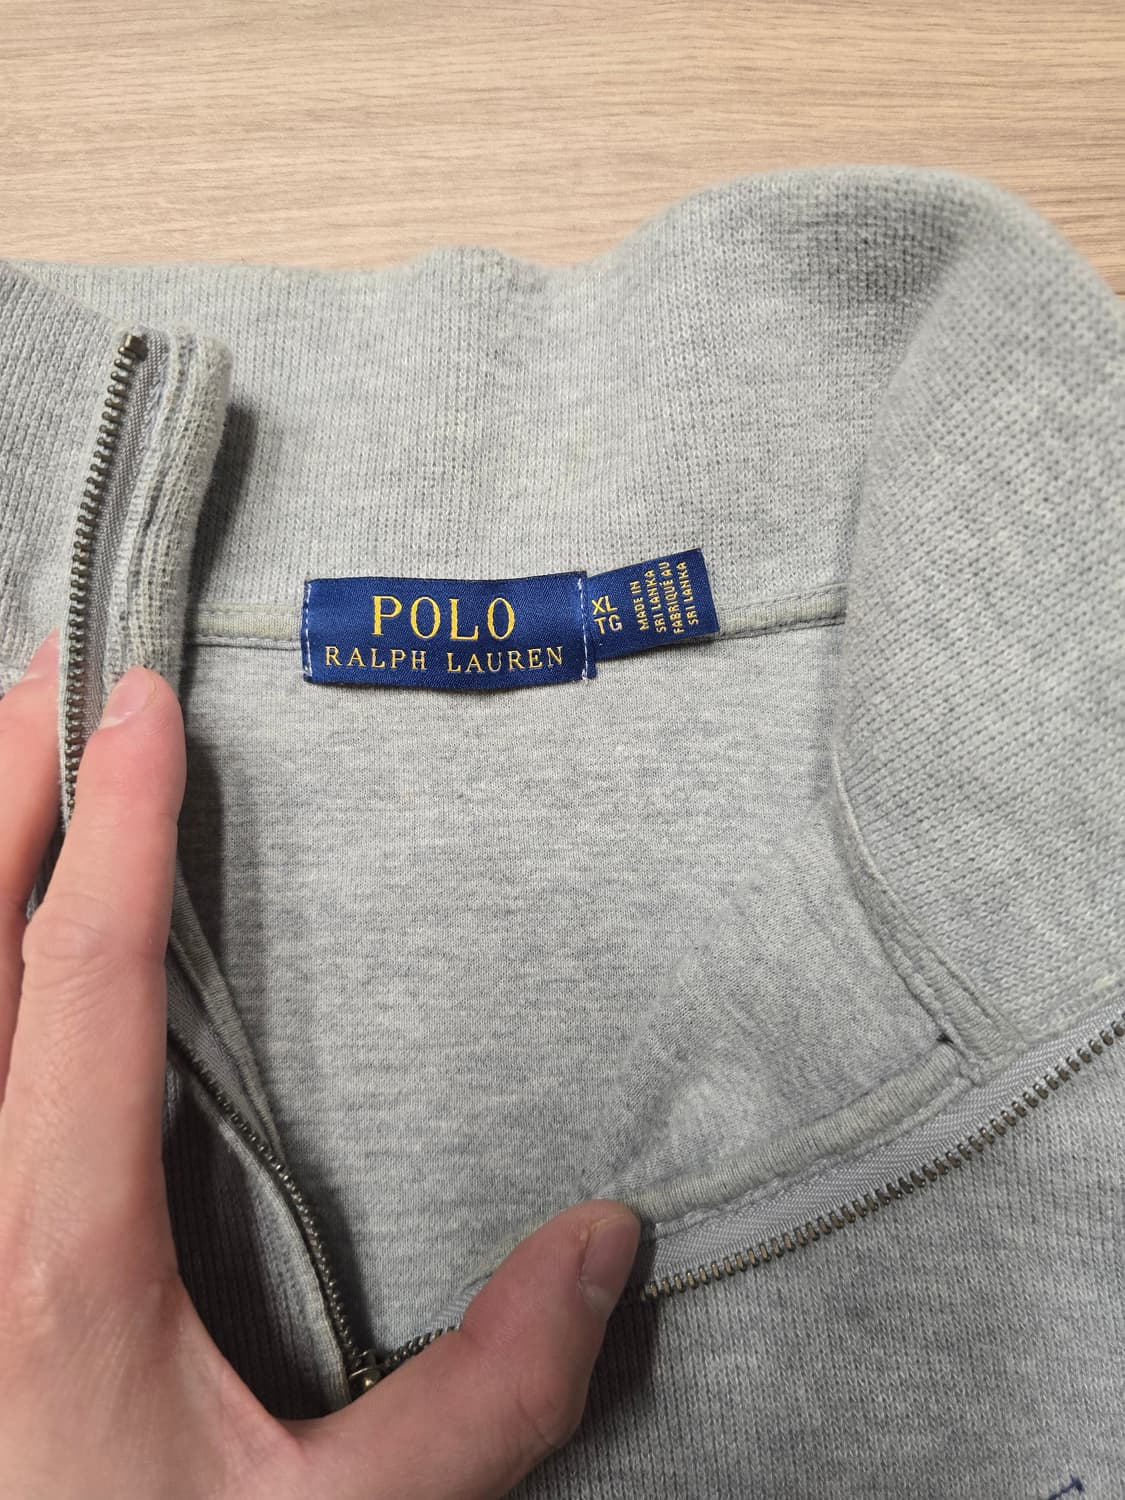 POLO
RALPH LAUREN
XL
TG
MADE IN
SRI LANKA
FABRIQUÉ AU
SRI LANKA